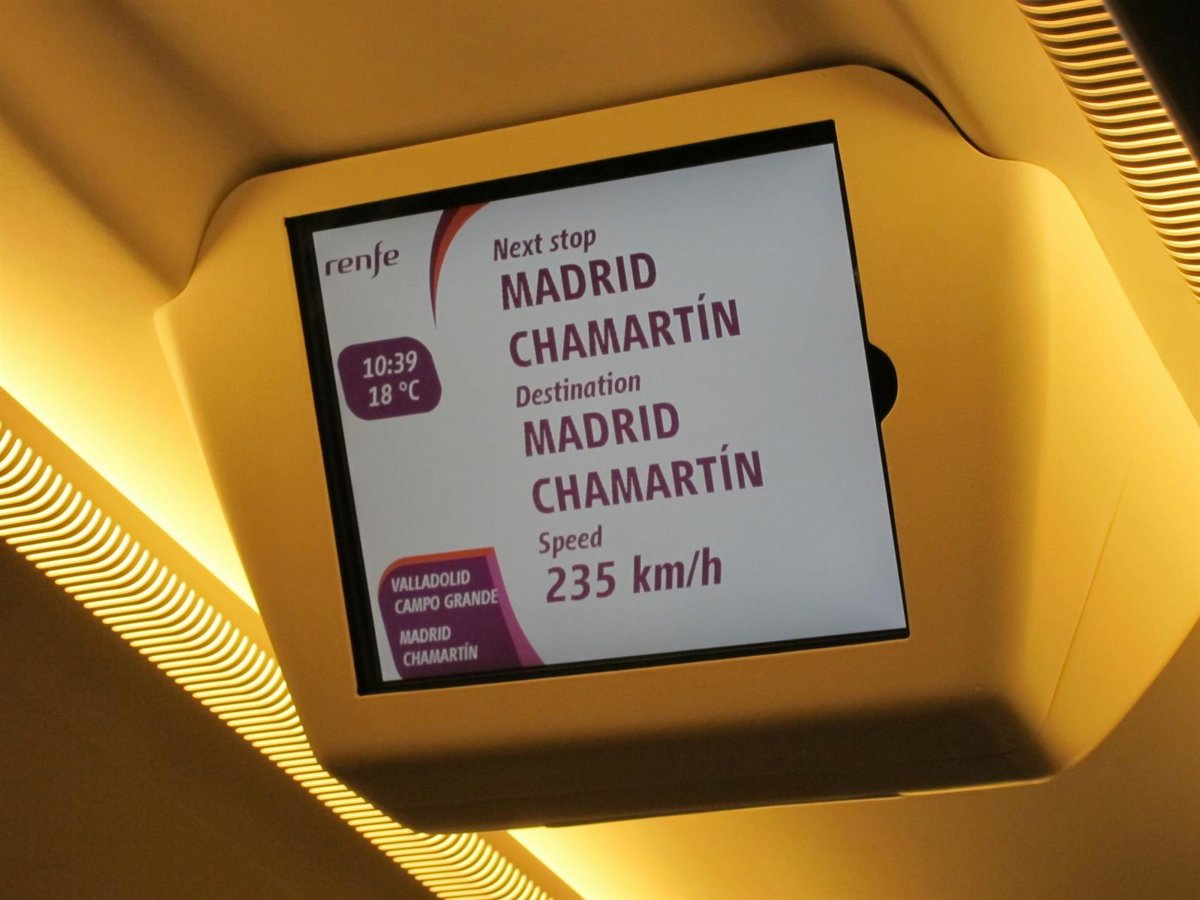 renfe
10:39
18 °C
Next stop
MADRID
CHAMARTÍN
Destination
MADRID
CHAMARTÍN
Speed
235 km/h
VALLADOLID
CAMPO GRANDE
MADRID
CHAMARTÍN